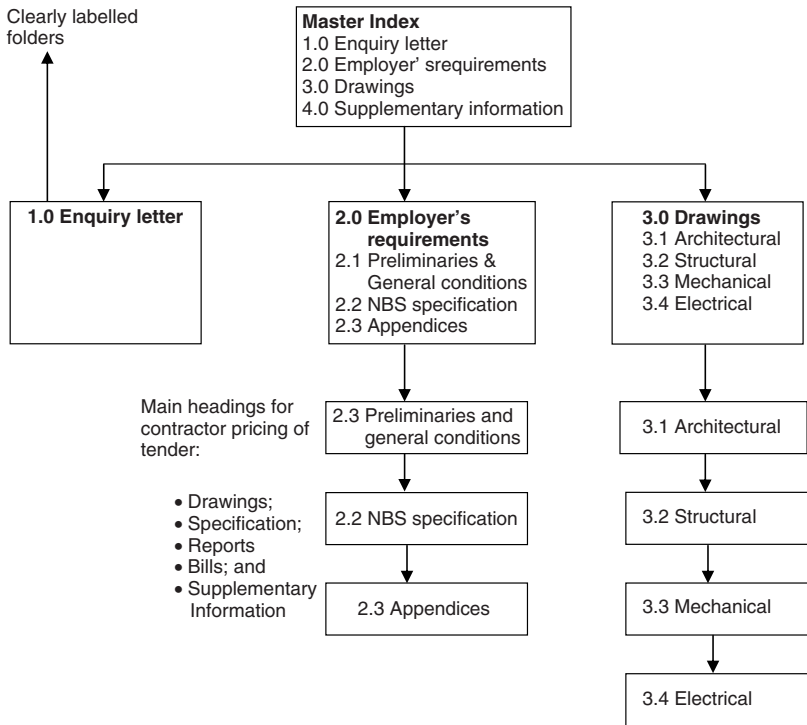 Clearly labelled
folders
Master Index
1.0 Enquiry letter
2.0 Employer' srequirements
3.0 Drawings
4.0 Supplementary information
1.0 Enquiry letter
2.0 Employer's
requirements
2.1 Preliminaries &
General conditions
2.2 NBS specification
2.3 Appendices
3.0 Drawings
3.1 Architectural
3.2 Structural
3.3 Mechanical
3.4 Electrical
Main headings for
contractor pricing of
tender:
• Drawings;
• Specification;
• Reports
• Bills; and
• Supplementary
Information
2.3 Preliminaries and
general conditions
2.2 NBS specification
2.3 Appendices
3.1 Architectural
3.2 Structural
3.3 Mechanical
3.4 Electrical